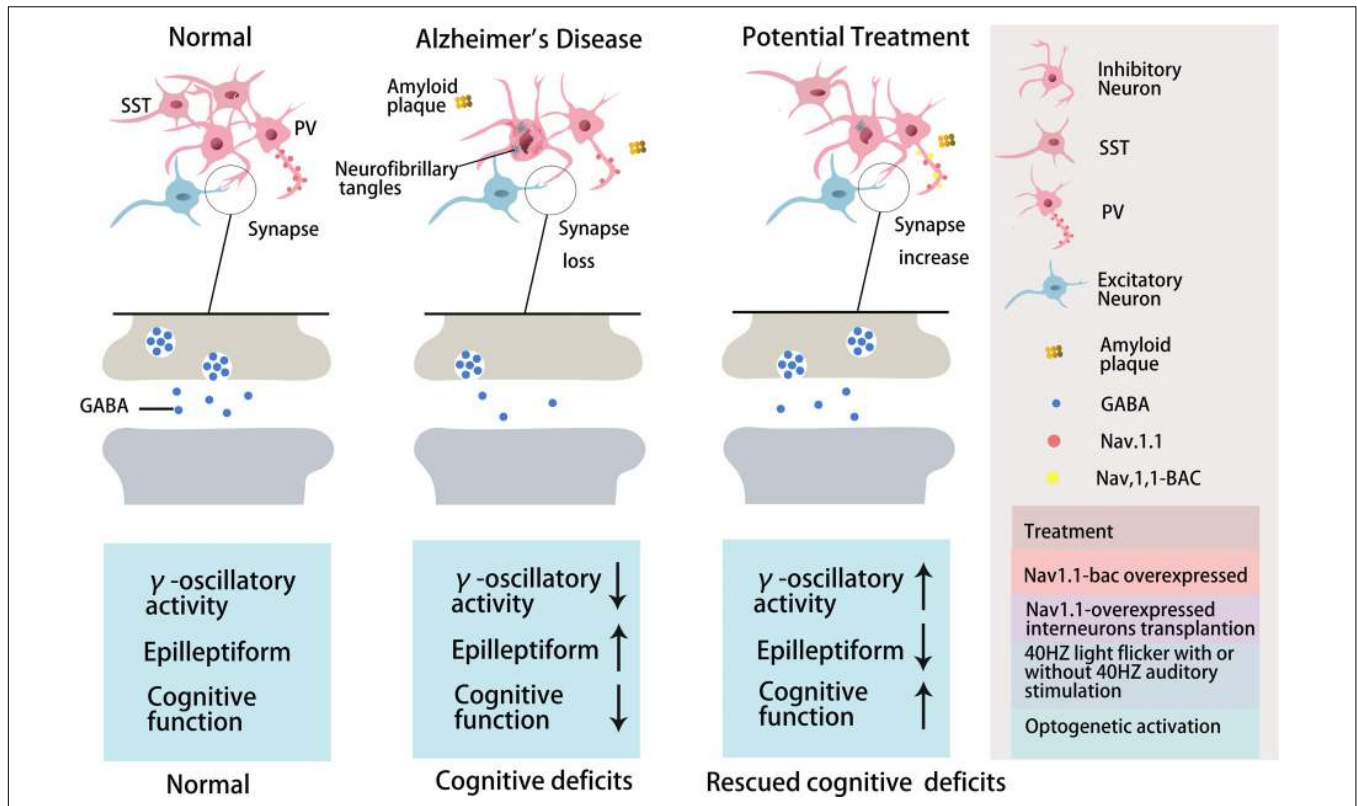 Normal
SST
PV
Synapse
GABA
γ-oscillatory
activity
Epilleptiform
Cognitive
function
Normal
Alzheimer's Disease
Amyloid
plaque
Neurofibrillary
tangles
Synapse
loss
γ-oscillatory
activity
Epilleptiform
Cognitive
function
Cognitive deficits
Potential Treatment
Synapse
increase
γ-oscillatory
activity
Epilleptiform
Cognitive
function
Rescued cognitive deficits
Inhibitory
Neuron
SST
PV
Excitatory
Neuron
Amyloid
plaque
GABA
Nav.1.1
Nav,1,1-BAC
Treatment
Nav1.1-bac overexpressed
Nav1.1-overexpressed
interneurons transplantion
40HZ light flicker with or
without 40HZ auditory
stimulation
Optogenetic activation